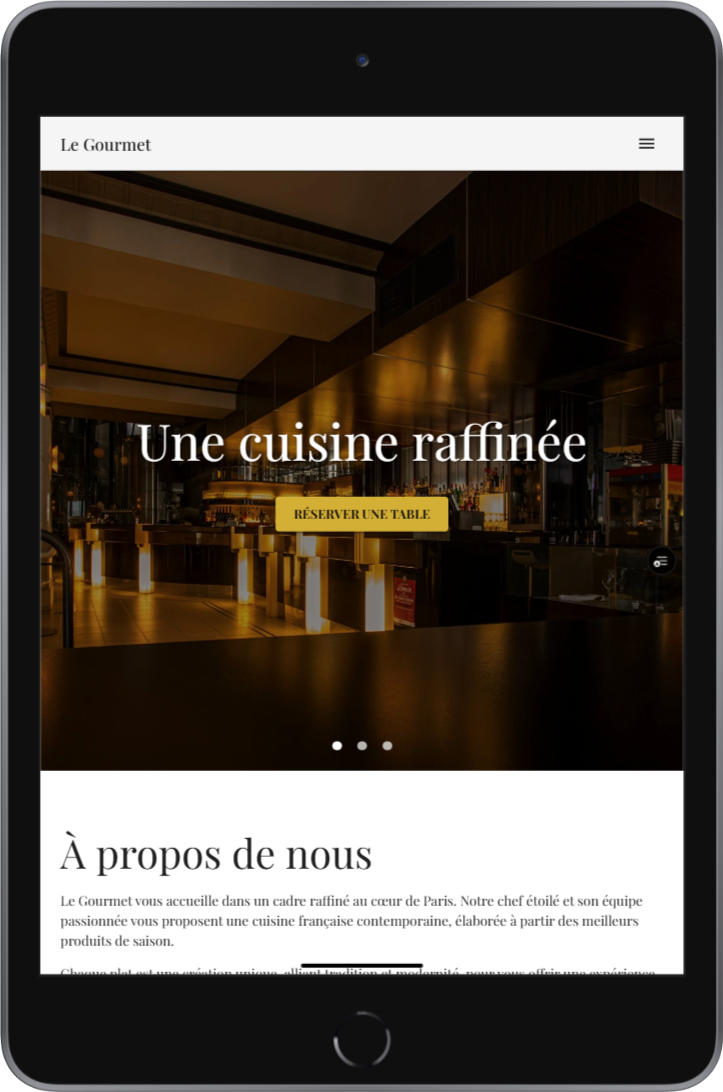 Le Gourmet
Une cuisine raffinée
RÉSERVER UNE TABLE
À propos de nous
Le Gourmet vous accueille dans un cadre raffiné au cœur de Paris. Notre chef étoilé et son équipe
passionnée vous proposent une cuisine française contemporaine, élaborée à partir des meilleurs
produits de saison.
Chaque plat est une création unique, alliant tradition et modernité, pour vous offrir une expérience